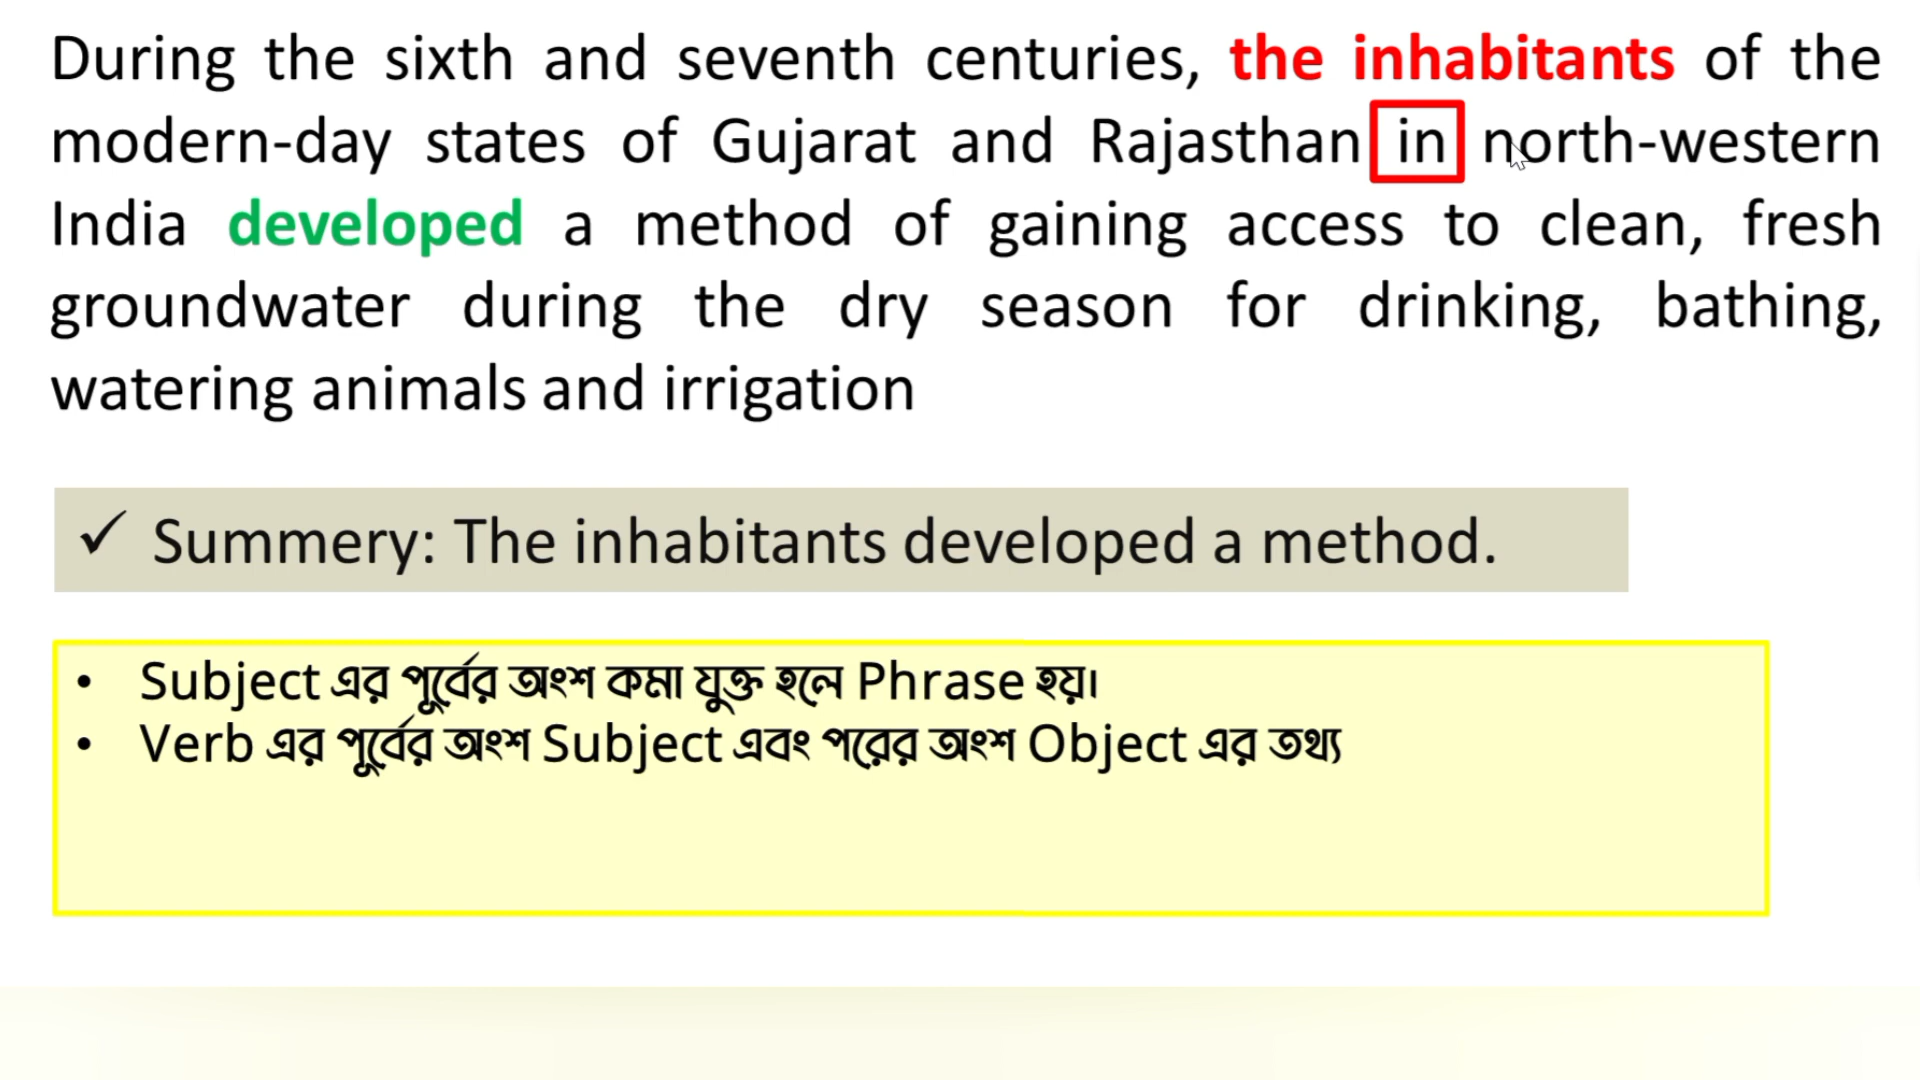 During the sixth and seventh centuries, the inhabitants of the
modern-day states of Gujarat and Rajasthan in north-western
India developed a method of gaining access to clean, fresh
groundwater during the dry season for drinking, bathing,
watering animals and irrigation
✓ Summery: The inhabitants developed a method.
• Subject এর পূর্বের অংশ কমা যুক্ত হলে Phrase হয়।
• Verb এর পূর্বের অংশ Subject এবং পরের অংশ Object এর তথ্য